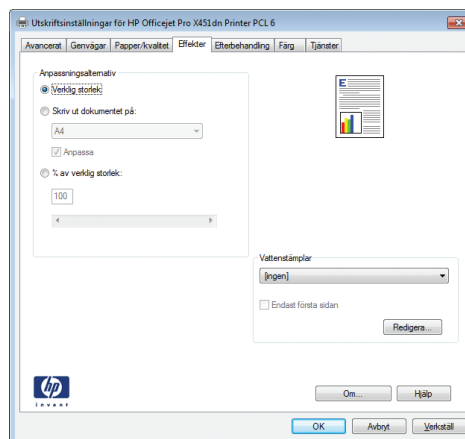 Utskriftsinställningar för HP Officejet Pro X451dn Printer PCL 6
Avancerat Genvägar Papper/kvalitet Effekter Efterbehandling Färg Tjänster
Anpassningsalternativ
Verklig storlek
Skriv ut dokumentet på:
A4
Anpassa
% av verklig storlek:
100
E
Vattenstämplar
[ingen]
Endast första sidan
Redigera...
hp
invent
Om... Hjälp
OK Avbryt Verkställ